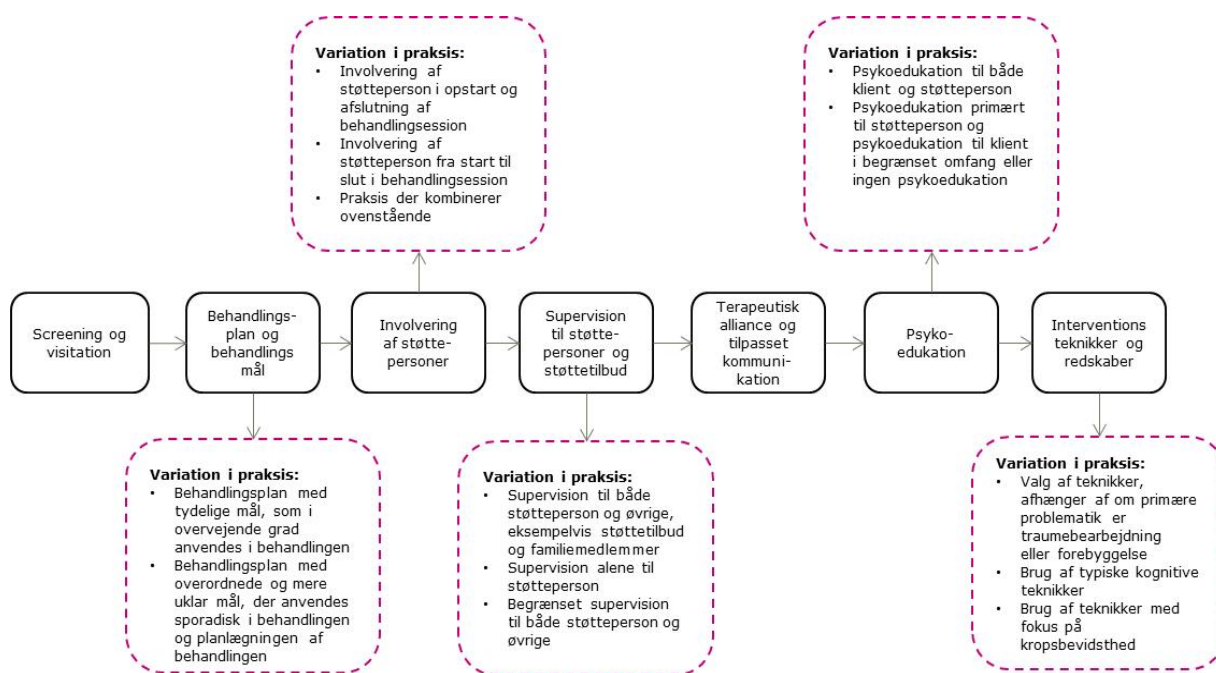 Variation i praksis:
• Involvering af
støtteperson i opstart og
afslutning af
behandlingsession
• Involvering af
støtteperson fra start til
slut i behandlingsession
• Praksis der kombinerer
ovenstående
Variation i praksis:
• Psykoedukation til både
klient og støtteperson
• Psykoedukation primært
til støtteperson og
psykoedukation til klient
i begrænset omfang eller
ingen psykoedukation
Screening og
visitation
Behandlings-
plan og
behandlings
mål
Involvering
af støtte-
personer
Supervision
til støtte-
personer og
støttetilbud
Terapeutisk
alliance og
tilpasset
kommuni-
kation
Psyko-
edukation
Interventions
teknikker og
redskaber
Variation i praksis:
• Behandlingsplan med
tydelige mål, som i
overvejende grad
anvendes i behandlingen
• Behandlingsplan med
overordnede og mere
uklar mål, der anvendes
sporadisk i behandlingen
og planlægningen af
behandlingen
Variation i praksis:
• Supervision til både
støtteperson og øvrige,
eksempelvis støttetilbud
og familiemedlemmer
• Supervision alene til
støtteperson
• Begrænset supervision
til både støtteperson og
øvrige
Variation i praksis:
• Valg af teknikker,
afhænger af om primære
problematik er
traumebearbejdning
eller forebyggelse
• Brug af typiske kognitive
teknikker
• Brug af teknikker med
fokus på
kropsbevidsthed